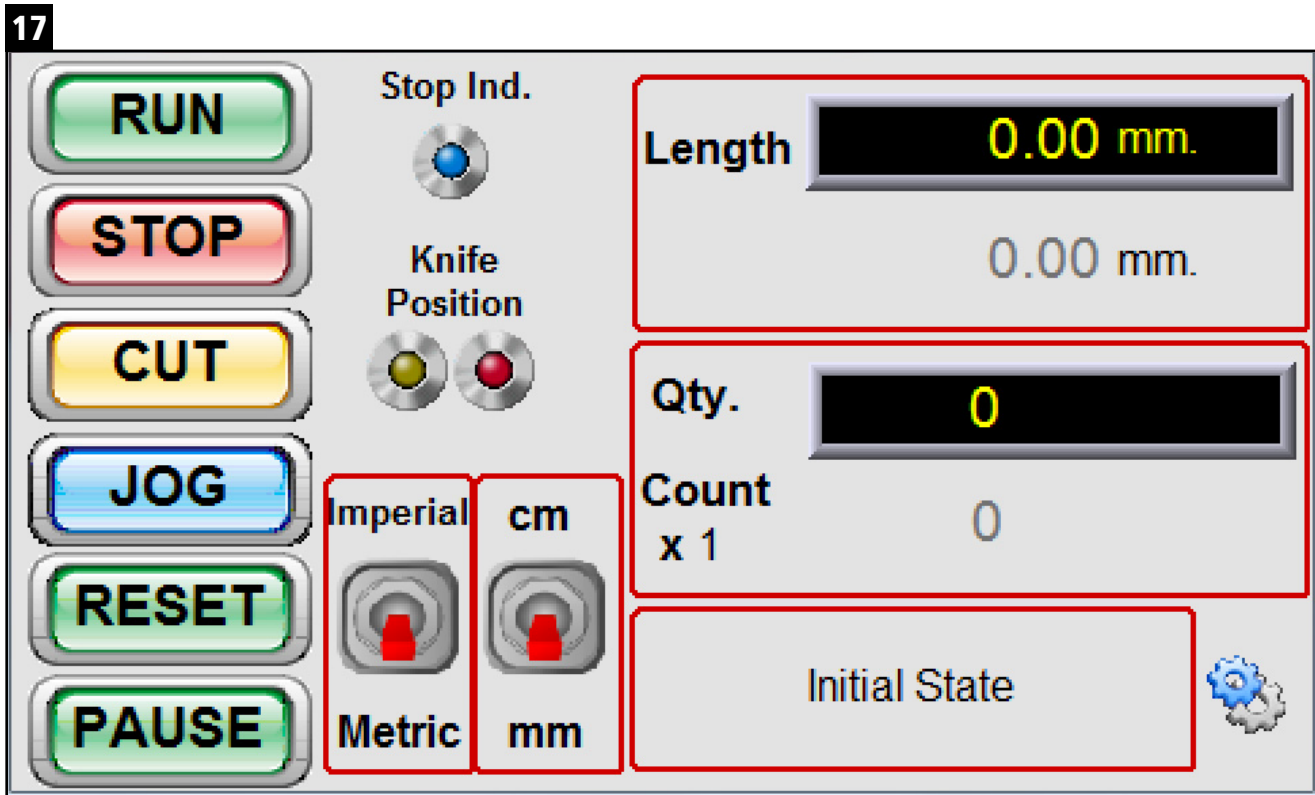 17
RUN
STOP
CUT
JOG
RESET
PAUSE
Stop Ind.
Knife
Position
Imperial
Metric
cm
mm
Length
0.00 mm.
0.00 mm.
Qty.
0
Count
x 1
0
Initial State